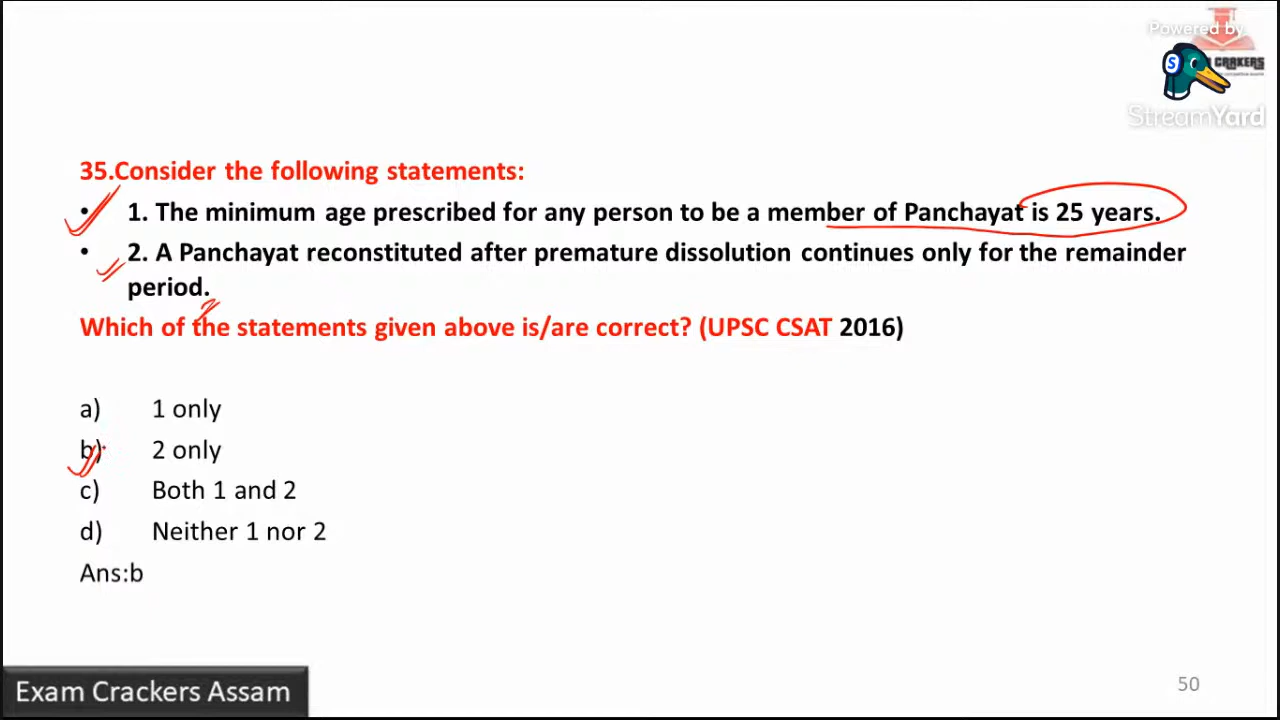 Powered by
CRAKERS
StreamYard
35.Consider the following statements:
• 1. The minimum age prescribed for any person to be a member of Panchayat is 25 years.
• 2. A Panchayat reconstituted after premature dissolution continues only for the remainder
period.
Which of the statements given above is/are correct? (UPSC CSAT 2016)
a) 1 only
b) 2 only
c) Both 1 and 2
d) Neither 1 nor 2
Ans:b
Exam Crackers Assam
50